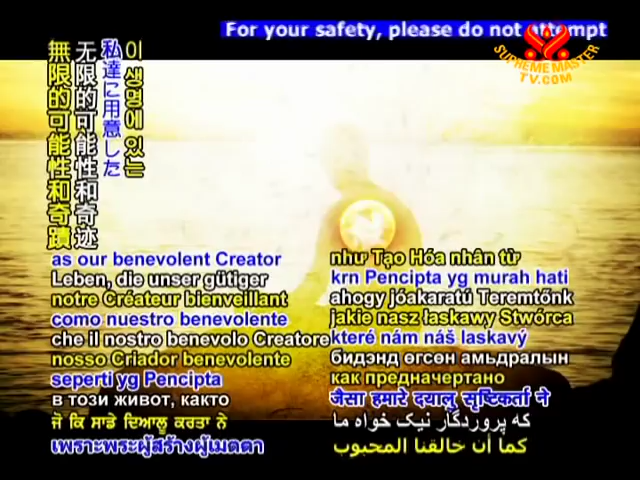 For your safety, please do not attempt
SUPREME MASTER
TV.COM
이 생명에 있는
私達に用意した
无限的可能性和奇迹
無限的可能性和奇蹟
as our benevolent Creator
Leben, die unser gütiger
notre Créateur bienveillant
como nuestro benevolente
che il nostro benevolo Creatore
nosso Criador benevolente
seperti yg Pencipta
в този живот, както
ਜੋ ਕਿ ਸਾਡੇ ਦਿਆਲੂ ਕਰਤਾ ਨੇ
เพราะพระผู้สร้างผู้เมตตา
như Tạo Hóa nhân từ
krn Pencipta yg murah hati
ahogy jóakaratú Teremtőnk
jakie nasz łaskawy Stwórca
které nám náš laskavý
бидэнд өгсөн амьдралын
как предначертано
जैसा हमारे दयालु सृष्टिकर्ता ने
که پروردگار نیک خواه ما
كما أن خالقنا المحبوب